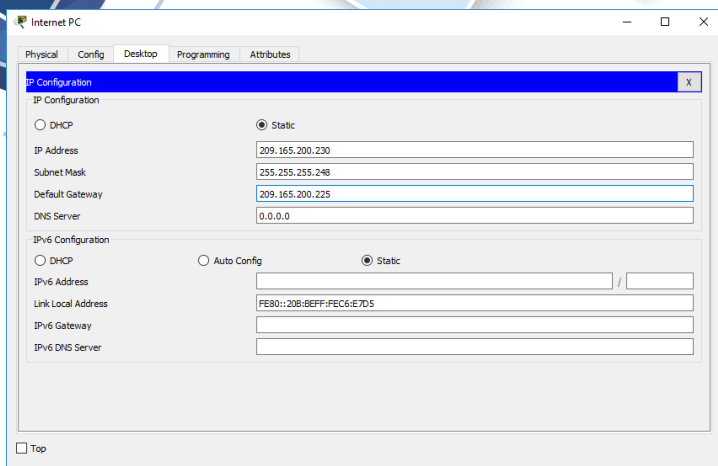 Internet PC
Physical Config Desktop Programming Attributes
IP Configuration X
IP Configuration
DHCP Static
IP Address 209.165.200.230
Subnet Mask 255.255.255.248
Default Gateway 209.165.200.225
DNS Server 0.0.0.0
IPv6 Configuration
DHCP Auto Config Static
IPv6 Address /
Link Local Address FE80::20B:BEFF:FEC6:E7D5
IPv6 Gateway
IPv6 DNS Server
Top